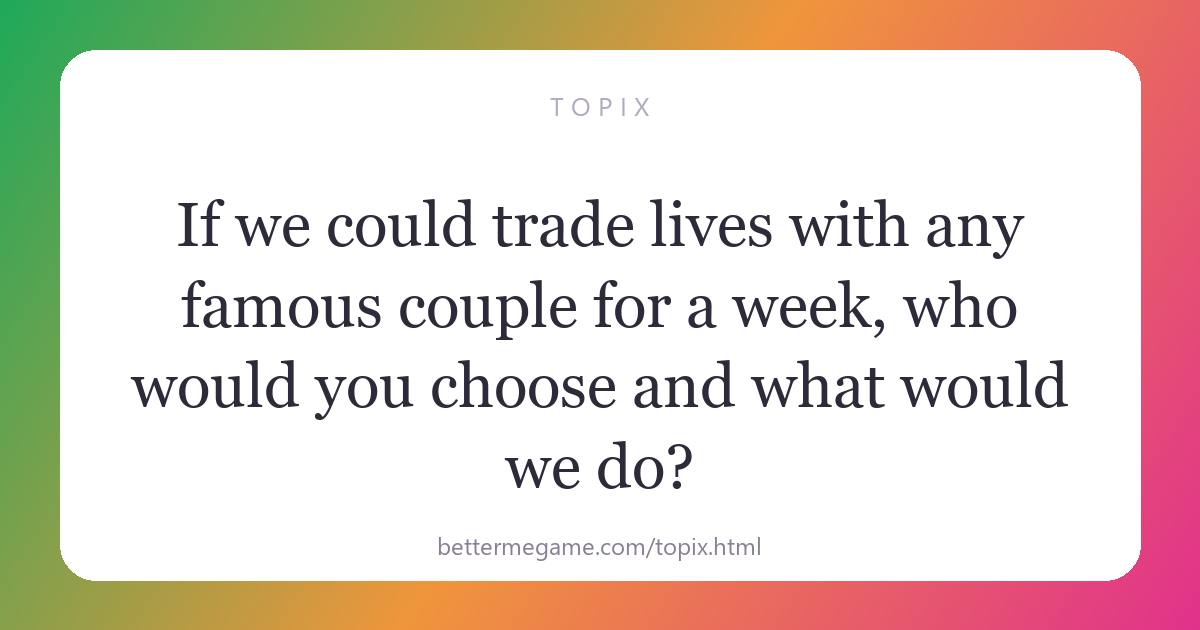 TOPIX
If we could trade lives with any
famous couple for a week, who
would you choose and what would
we do?
bettermegame.com/topix.html